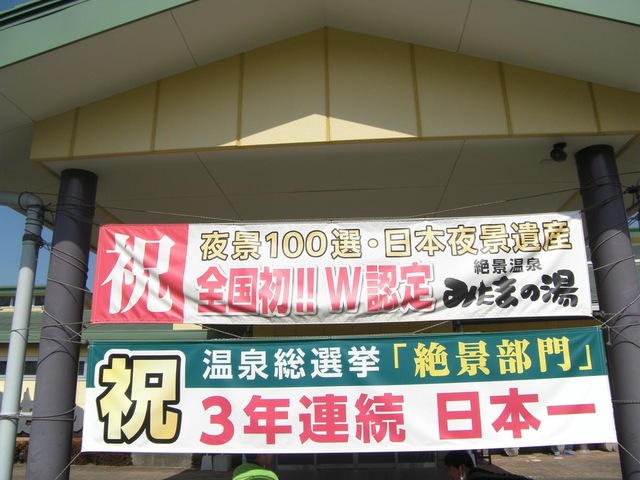 祝
夜景100選・日本夜景遺産
全国初!! W認定
絶景温泉
みたまの湯
祝
温泉総選挙「絶景部門」
3年連続 日本一